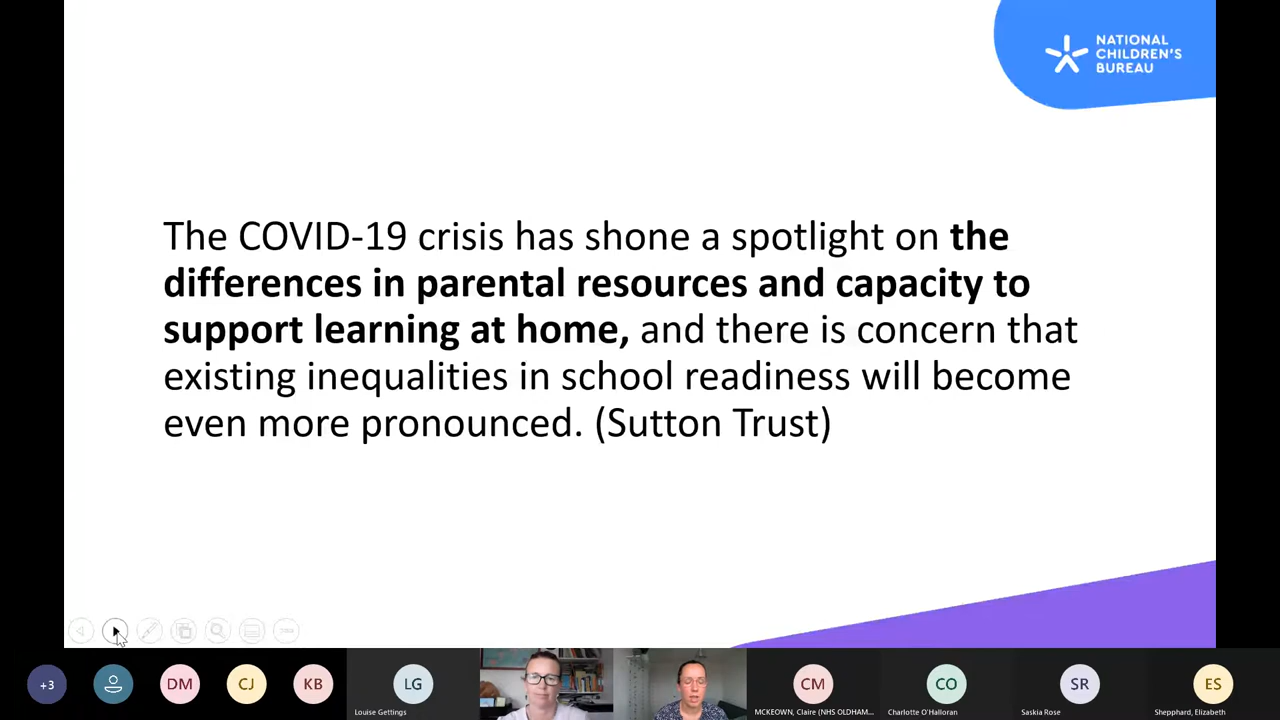 NATIONAL
CHILDREN'S
BUREAU
The COVID-19 crisis has shone a spotlight on the
differences in parental resources and capacity to
support learning at home, and there is concern that
existing inequalities in school readiness will become
even more pronounced. (Sutton Trust)
+3
DM
CJ
KB
LG
CM
CO
SR
ES
Louise Gettings
MCKEOWN, Claire (NHS OLDHAM...
Charlotte O'Halloran
Saskia Rose
Shepphard, Elizabeth